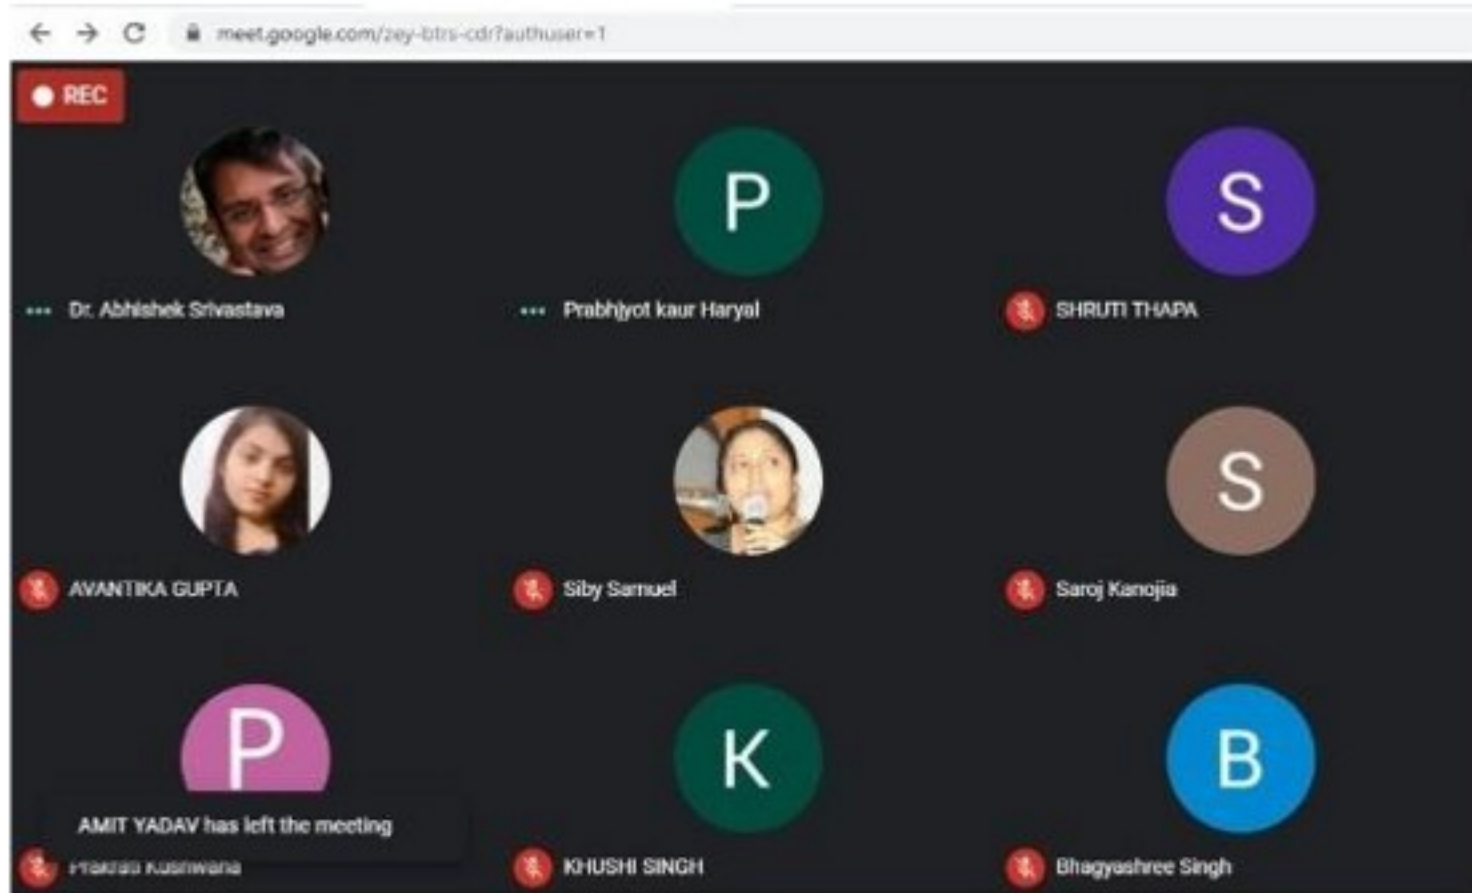 meet.google.com/zey-btrs-cdr?authuser=1
REC
P
S
Dr. Abhishek Srivastava
Prabhjyot kaur Haryal
SHRUTI THAPA
S
AVANTIKA GUPTA
Siby Samuel
Saroj Kanojia
P
K
B
AMIT YADAV has left the meeting
KHUSHI SINGH
Bhagyashree Singh